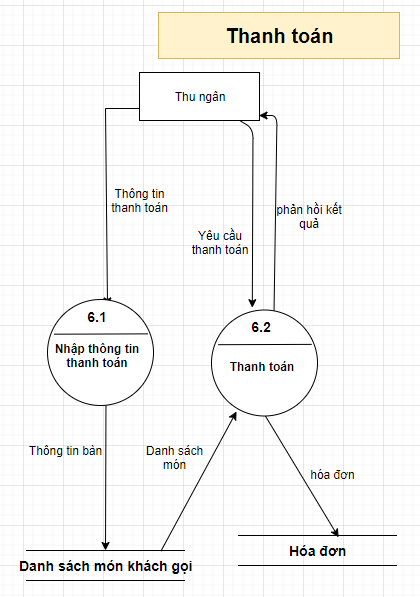 Thanh toán
Thu ngân
Thông tin
thanh toán
Yêu cầu
thanh toán
phản hồi kết
quả
6.1
Nhập thông tin
thanh toán
6.2
Thanh toán
Thông tin bàn
Danh sách
món
hóa đơn
Danh sách món khách gọi
Hóa đơn